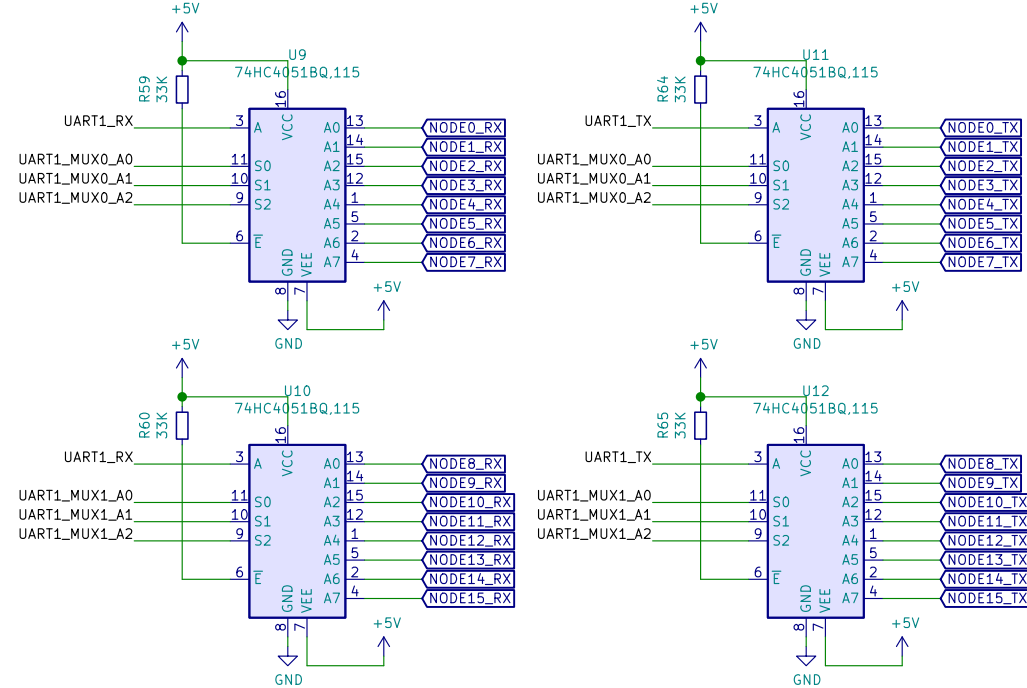 +5V
U9
74HC4051BQ,115
R59
33K
16
VCC
UART1_RX
3
A
UART1_MUX0_A0
11
S0
UART1_MUX0_A1
10
S1
UART1_MUX0_A2
9
S2
6
E
A0
13
NODE0_RX
A1
14
NODE1_RX
A2
15
NODE2_RX
A3
12
NODE3_RX
A4
1
NODE4_RX
A5
5
NODE5_RX
A6
2
NODE6_RX
A7
4
NODE7_RX
GND
VEE
8
7
+5V
GND
+5V
U11
74HC4051BQ,115
R64
33K
16
VCC
UART1_TX
3
A
UART1_MUX0_A0
11
S0
UART1_MUX0_A1
10
S1
UART1_MUX0_A2
9
S2
6
E
A0
13
NODE0_TX
A1
14
NODE1_TX
A2
15
NODE2_TX
A3
12
NODE3_TX
A4
1
NODE4_TX
A5
5
NODE5_TX
A6
2
NODE6_TX
A7
4
NODE7_TX
GND
VEE
8
7
+5V
GND
+5V
U10
74HC4051BQ,115
R60
33K
16
VCC
UART1_RX
3
A
UART1_MUX1_A0
11
S0
UART1_MUX1_A1
10
S1
UART1_MUX1_A2
9
S2
6
E
A0
13
NODE8_RX
A1
14
NODE9_RX
A2
15
NODE10_RX
A3
12
NODE11_RX
A4
1
NODE12_RX
A5
5
NODE13_RX
A6
2
NODE14_RX
A7
4
NODE15_RX
GND
VEE
8
7
+5V
GND
+5V
U12
74HC4051BQ,115
R65
33K
16
VCC
UART1_TX
3
A
UART1_MUX1_A0
11
S0
UART1_MUX1_A1
10
S1
UART1_MUX1_A2
9
S2
6
E
A0
13
NODE8_TX
A1
14
NODE9_TX
A2
15
NODE10_TX
A3
12
NODE11_TX
A4
1
NODE12_TX
A5
5
NODE13_TX
A6
2
NODE14_TX
A7
4
NODE15_TX
GND
VEE
8
7
+5V
GND